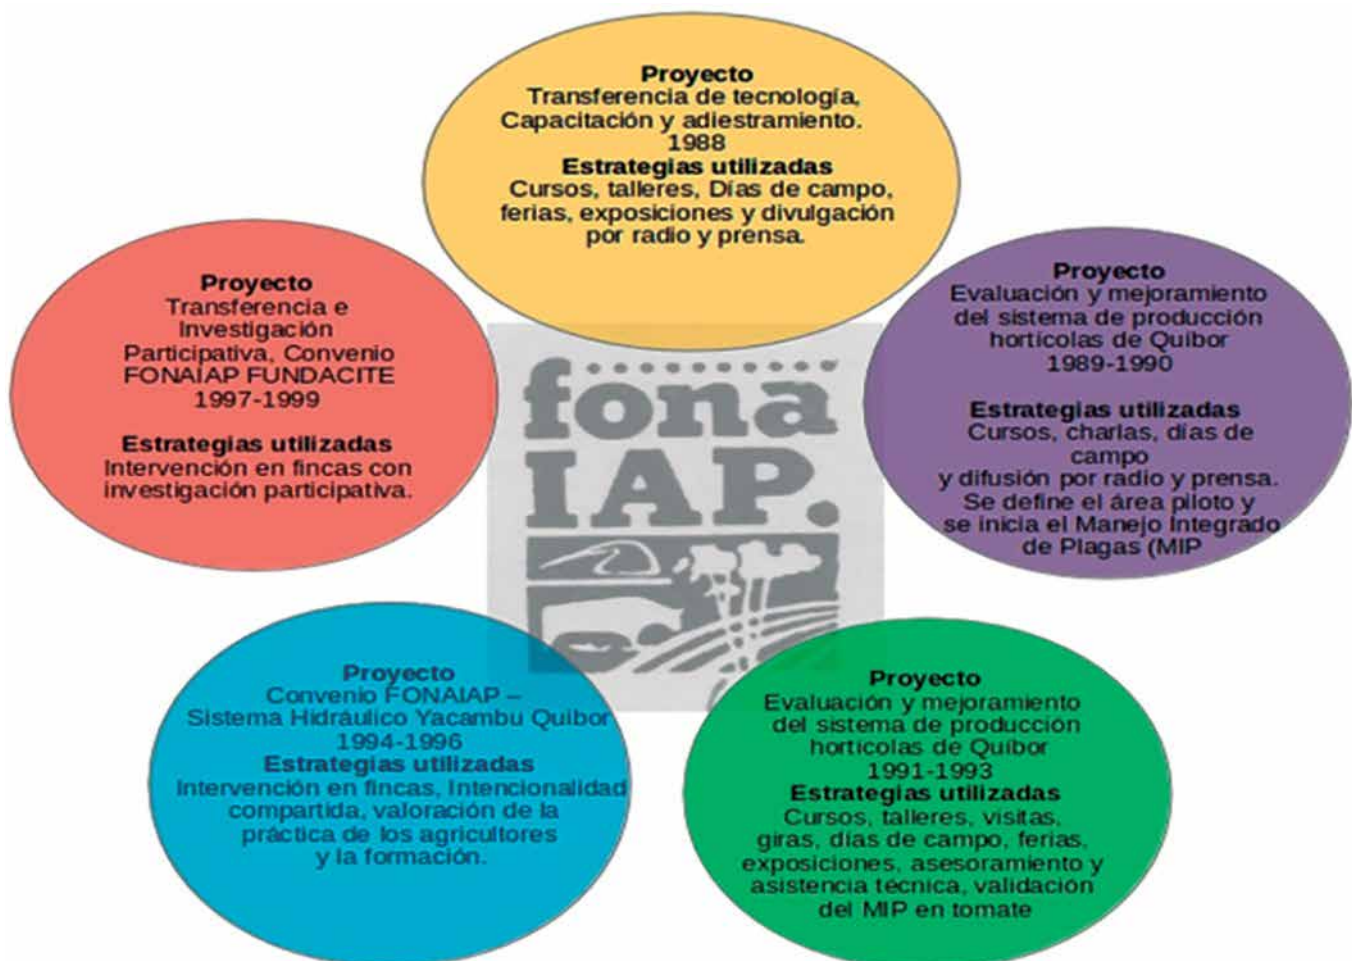 Proyecto
Transferencia de tecnología,
Capacitación y adiestramiento.
1988
Estrategias utilizadas
Cursos, talleres, Días de campo,
ferias, exposiciones y divulgación
por radio y prensa.
Proyecto
Evaluación y mejoramiento
del sistema de producción
hortícolas de Quibor
1989-1990
Estrategias utilizadas
Cursos, charlas, días de
campo
y difusión por radio y prensa.
Se define el área piloto y
se inicia el Manejo Integrado
de Plagas (MIP
Proyecto
Evaluación y mejoramiento
del sistema de producción
hortícolas de Quibor
1991-1993
Estrategias utilizadas
Cursos, talleres, visitas,
giras, días de campo, ferias,
exposiciones, asesoramiento y
asistencia técnica, validación
del MIP en tomate
Proyecto
Convenio FONAIAP –
Sistema Hidráulico Yacambu Quibor
1994-1996
Estrategias utilizadas
Intervención en fincas, Intencionalidad
compartida, valoración de la
práctica de los agricultores
y la formación.
Proyecto
Transferencia e
Investigación
Participativa, Convenio
FONAIAP FUNDACITE
1997-1999
Estrategias utilizadas
Intervención en fincas con
investigación participativa.
fona
IAP.